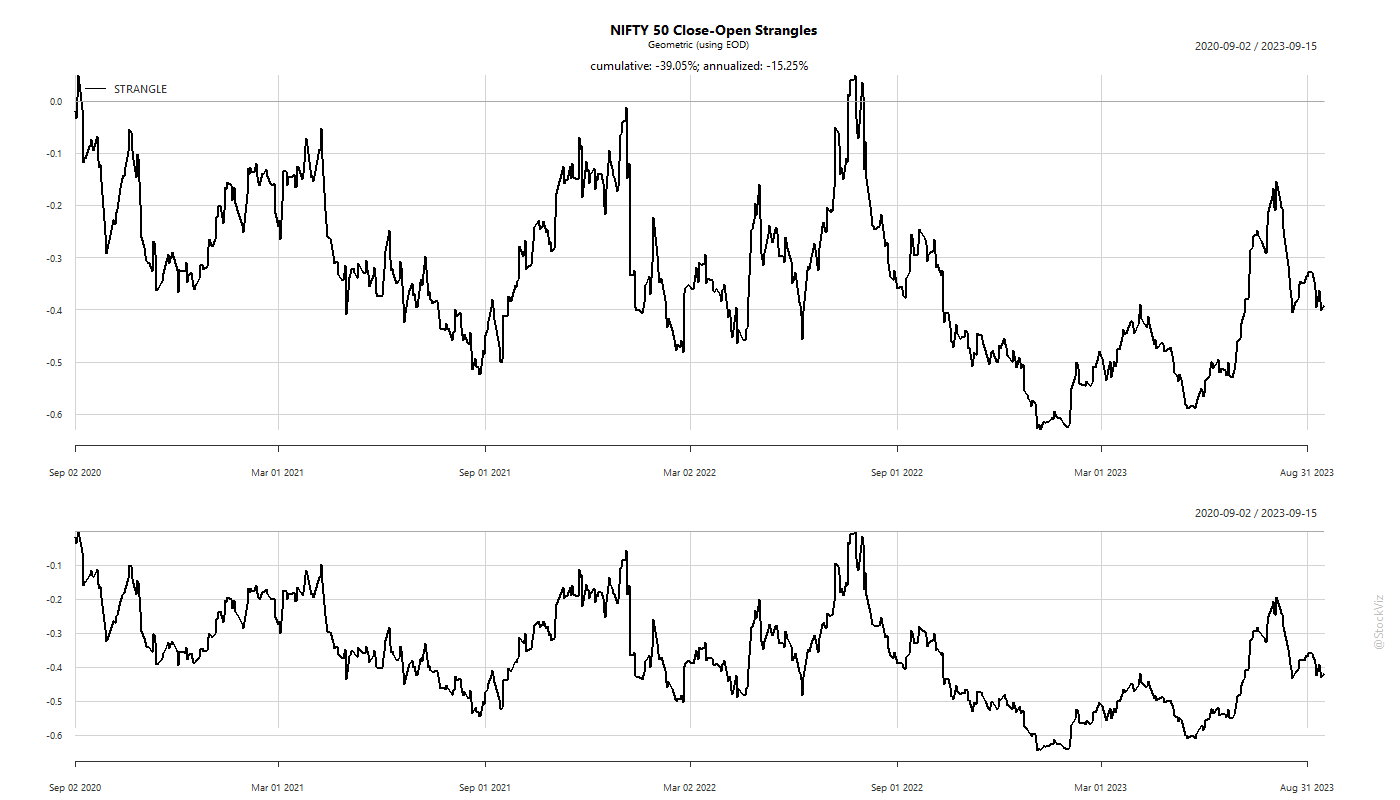 NIFTY 50 Close-Open Strangles
Geometric (using EOD)
2020-09-02 / 2023-09-15
cumulative: -39.05%; annualized: -15.25%
STRANGLE
0.0
-0.1
-0.2
-0.3
-0.4
-0.5
-0.6
Sep 02 2020 Mar 01 2021 Sep 01 2021 Mar 02 2022 Sep 01 2022 Mar 01 2023 Aug 31 2023
2020-09-02 / 2023-09-15
-0.1
-0.2
-0.3
-0.4
-0.5
-0.6
Sep 02 2020 Mar 01 2021 Sep 01 2021 Mar 02 2022 Sep 01 2022 Mar 01 2023 Aug 31 2023
@StockViz